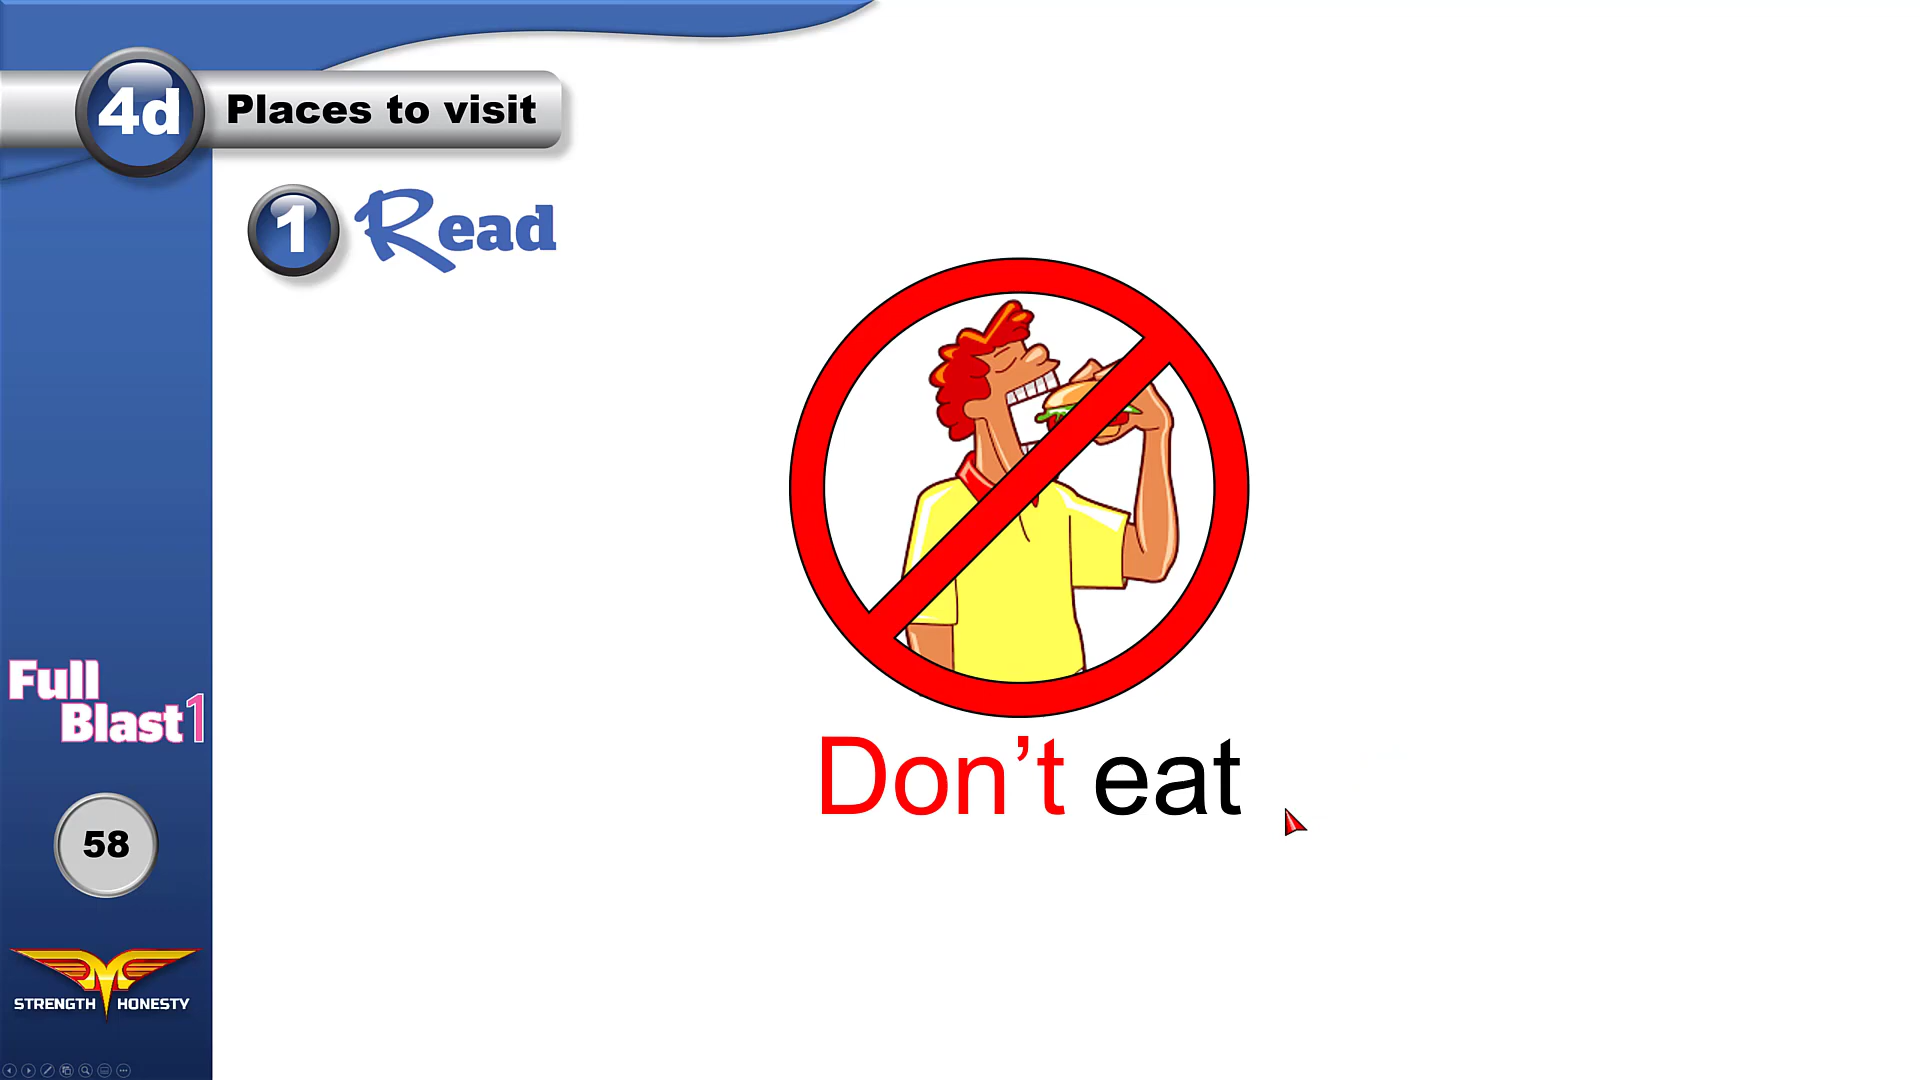 4d Places to visit
1 Read
Don't eat
Full
Blast 1
58
STRENGTH HONESTY